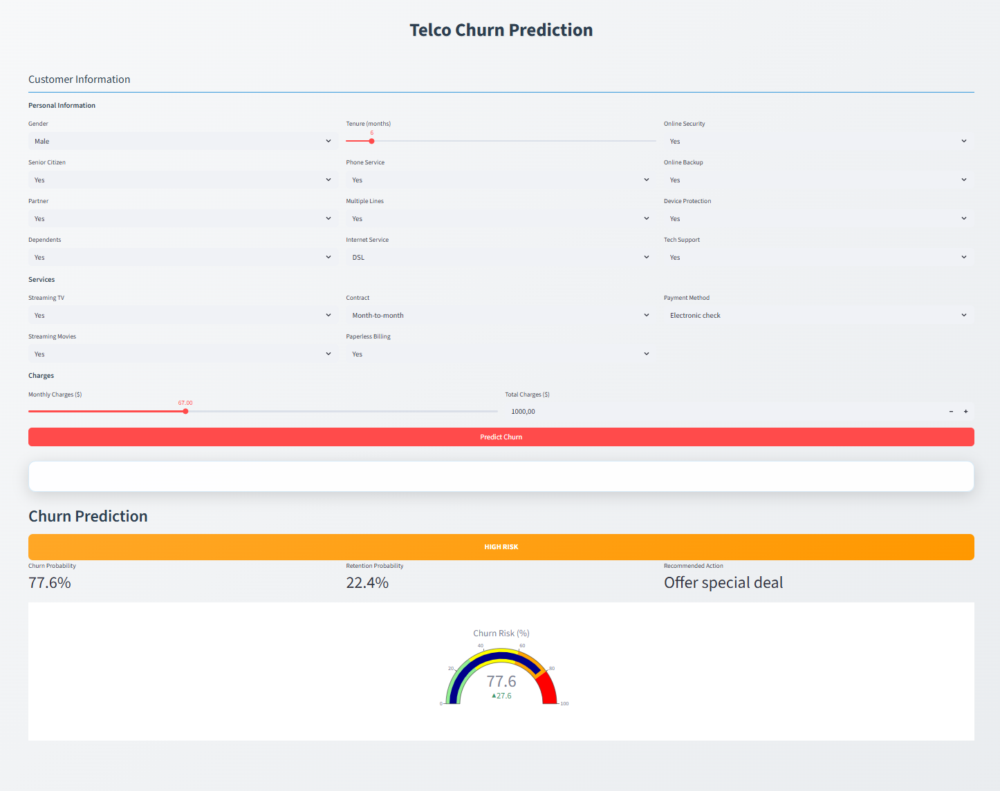 Telco Churn Prediction
Customer Information
Personal Information
Gender
Tenure (months)
Online Security
Male
6
Yes
Senior Citizen
Phone Service
Online Backup
Yes
Yes
Yes
Partner
Multiple Lines
Device Protection
Yes
Yes
Yes
Dependents
Internet Service
Tech Support
Yes
DSL
Yes
Services
Streaming TV
Contract
Payment Method
Yes
Month-to-month
Electronic check
Streaming Movies
Paperless Billing
Yes
Yes
Charges
Monthly Charges ($)
Total Charges ($)
67.00
1000,00
Predict Churn
Churn Prediction
HIGH RISK
Churn Probability
Retention Probability
Recommended Action
77.6%
22.4%
Offer special deal
Churn Risk (%)
40
60
20
80
77.6
▲27.6
0
100